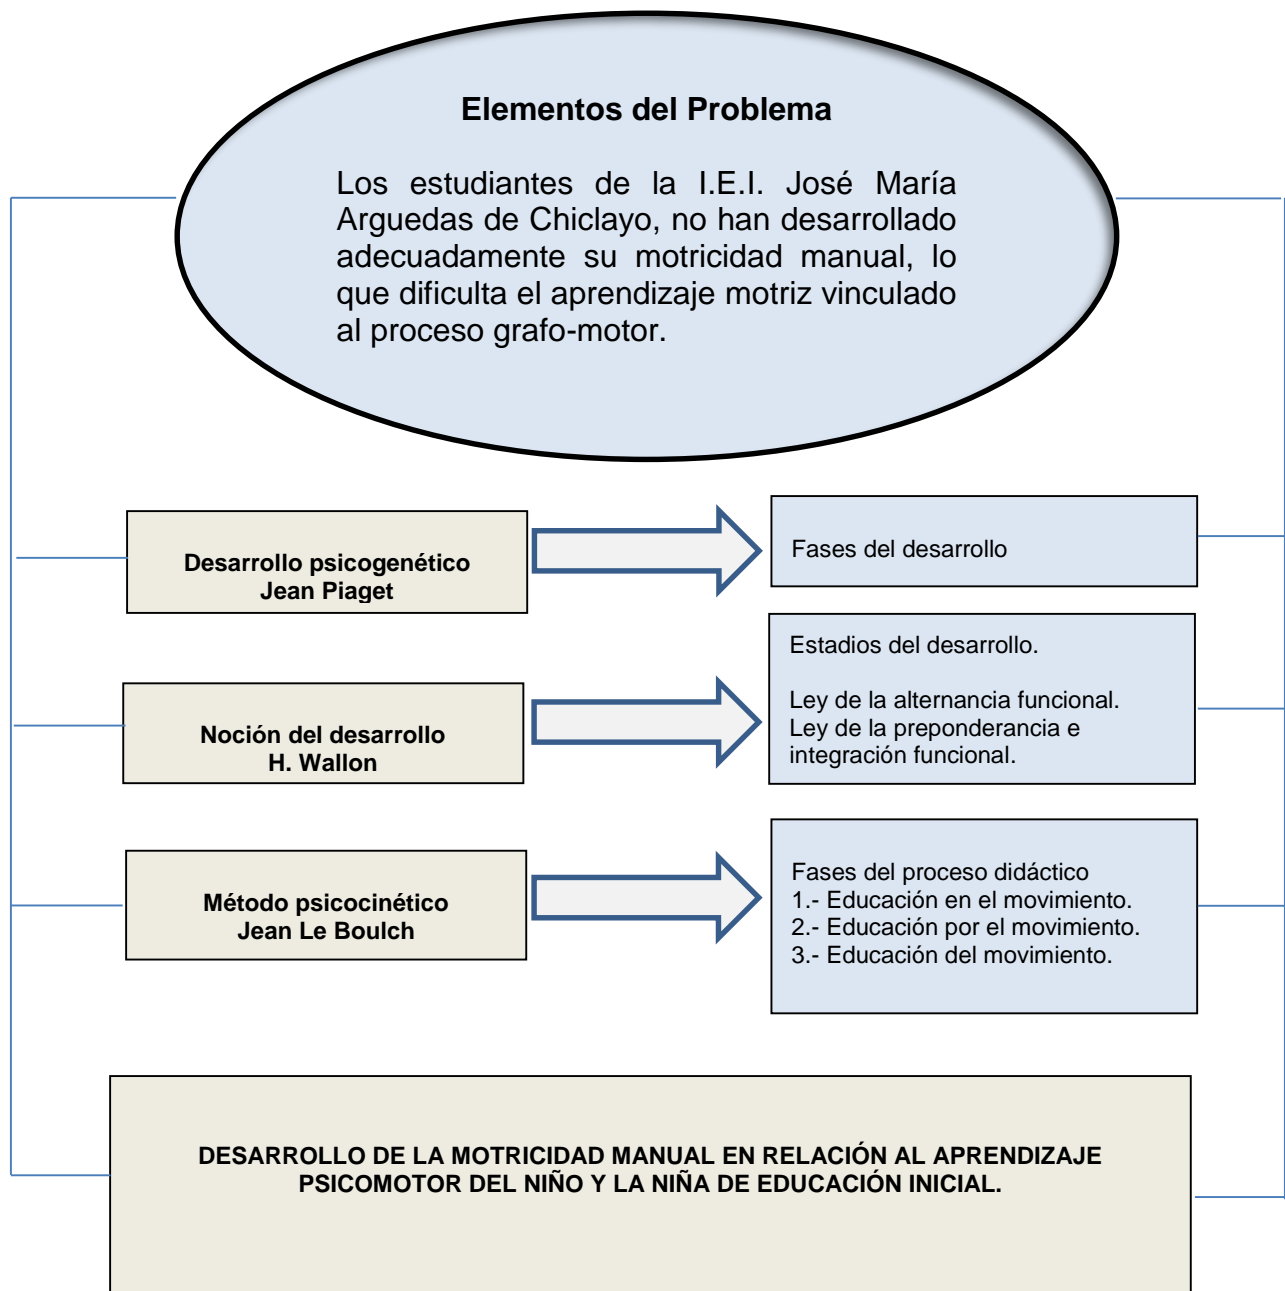 Elementos del Problema
Los estudiantes de la I.E.I. José María
Arguedas de Chiclayo, no han desarrollado
adecuadamente su motricidad manual, lo
que dificulta el aprendizaje motriz vinculado
al proceso grafo-motor.
Desarrollo psicogenético
Jean Piaget
Fases del desarrollo
Noción del desarrollo
H. Wallon
Estadios del desarrollo.
Ley de la alternancia funcional.
Ley de la preponderancia e
integración funcional.
Método psicocinético
Jean Le Boulch
Fases del proceso didáctico
1.- Educación en el movimiento.
2.- Educación por el movimiento.
3.- Educación del movimiento.
DESARROLLO DE LA MOTRICIDAD MANUAL EN RELACIÓN AL APRENDIZAJE
PSICOMOTOR DEL NIÑO Y LA NIÑA DE EDUCACIÓN INICIAL.